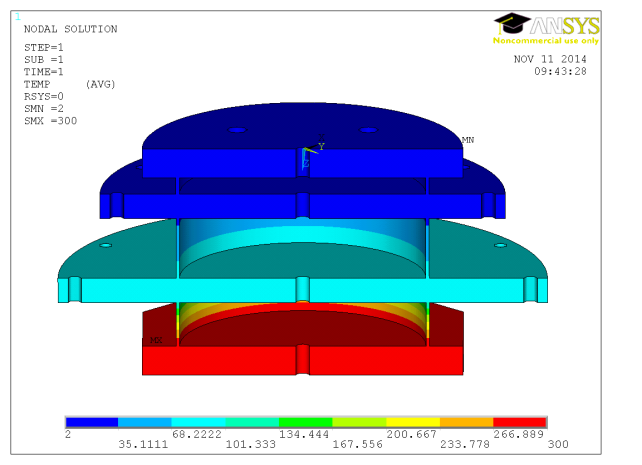 1
NODAL SOLUTION
STEP=1
SUB =1
TIME=1
TEMP (AVG)
RSYS=0
SMN =2
SMX =300
ANSYS
Noncommercial use only
NOV 11 2014
09:43:28
MN
Y
MX
2 35.1111 68.2222 101.333 134.444 167.556 200.667 233.778 266.889 300